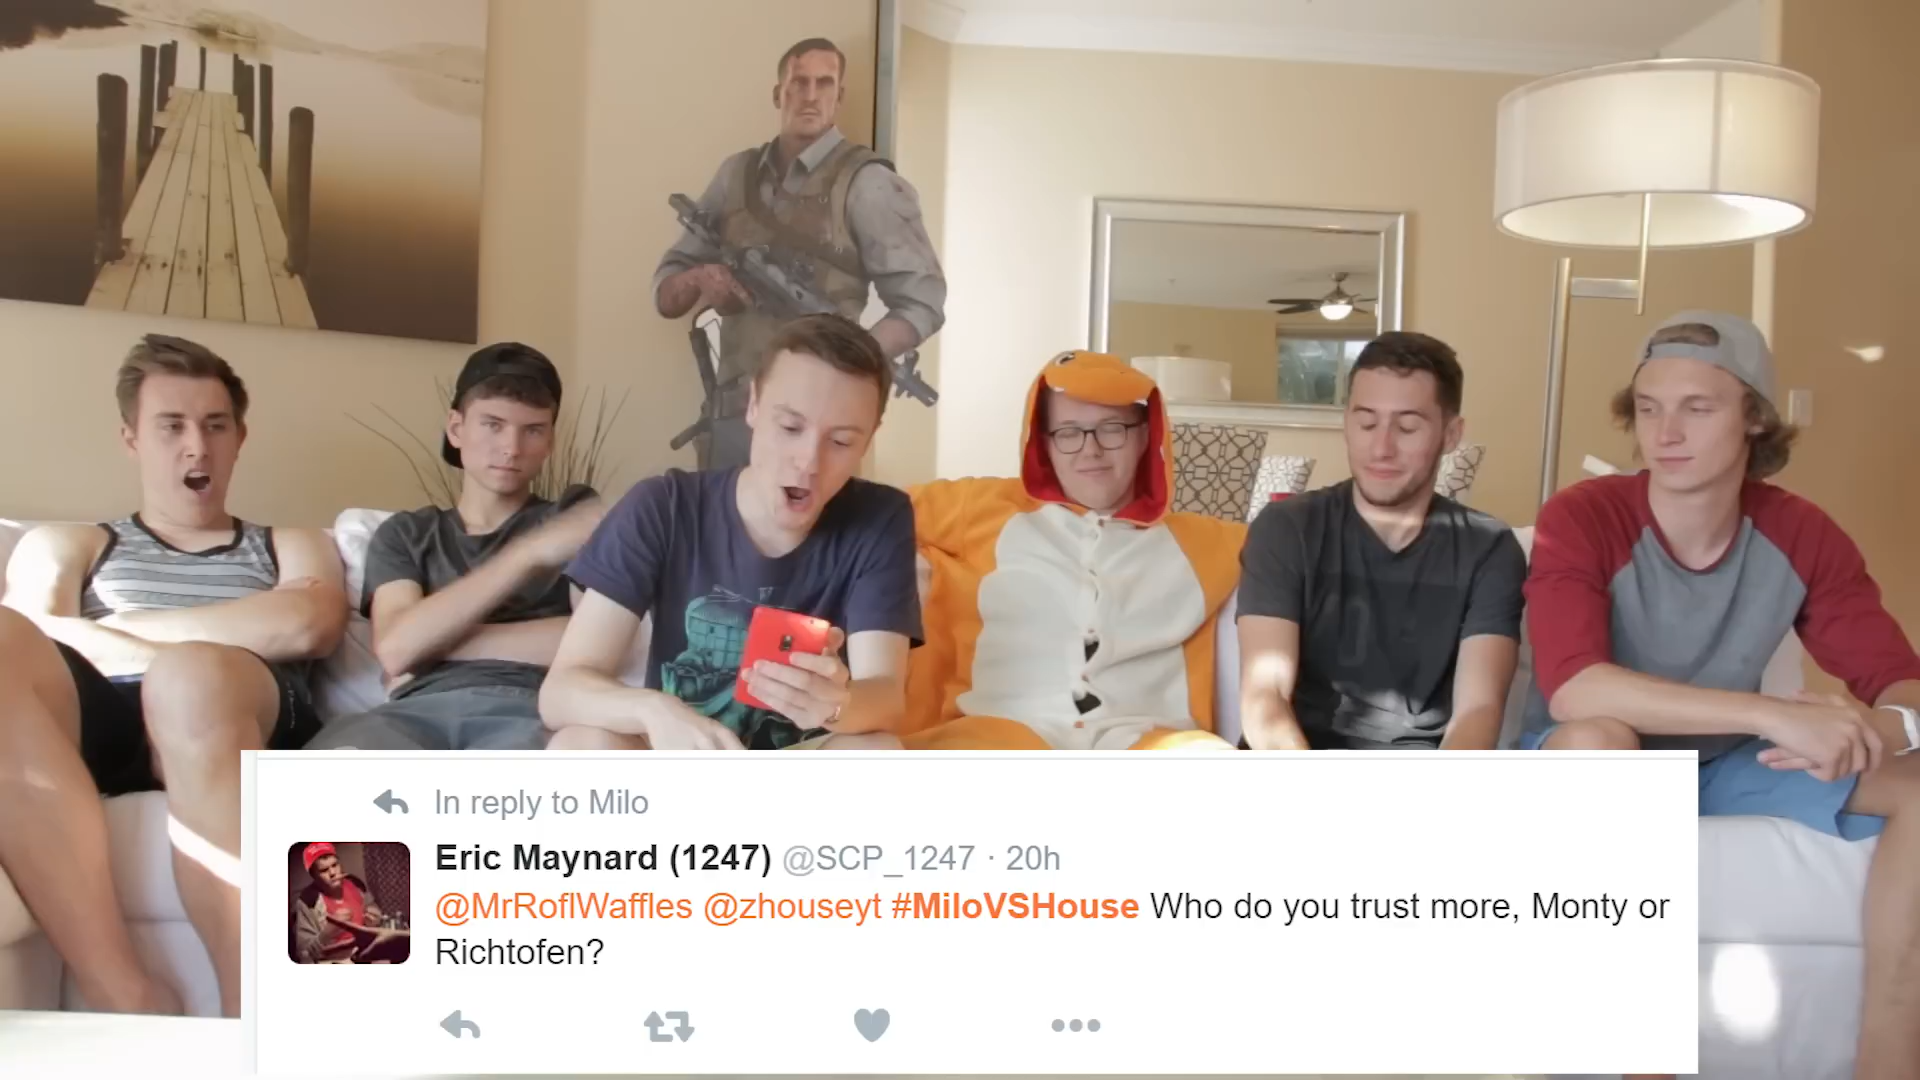 In reply to Milo
Eric Maynard (1247) @SCP_1247 · 20h
@MrRoflWaffles @zhouseyt #MiloVSHouse Who do you trust more, Monty or
Richtofen?